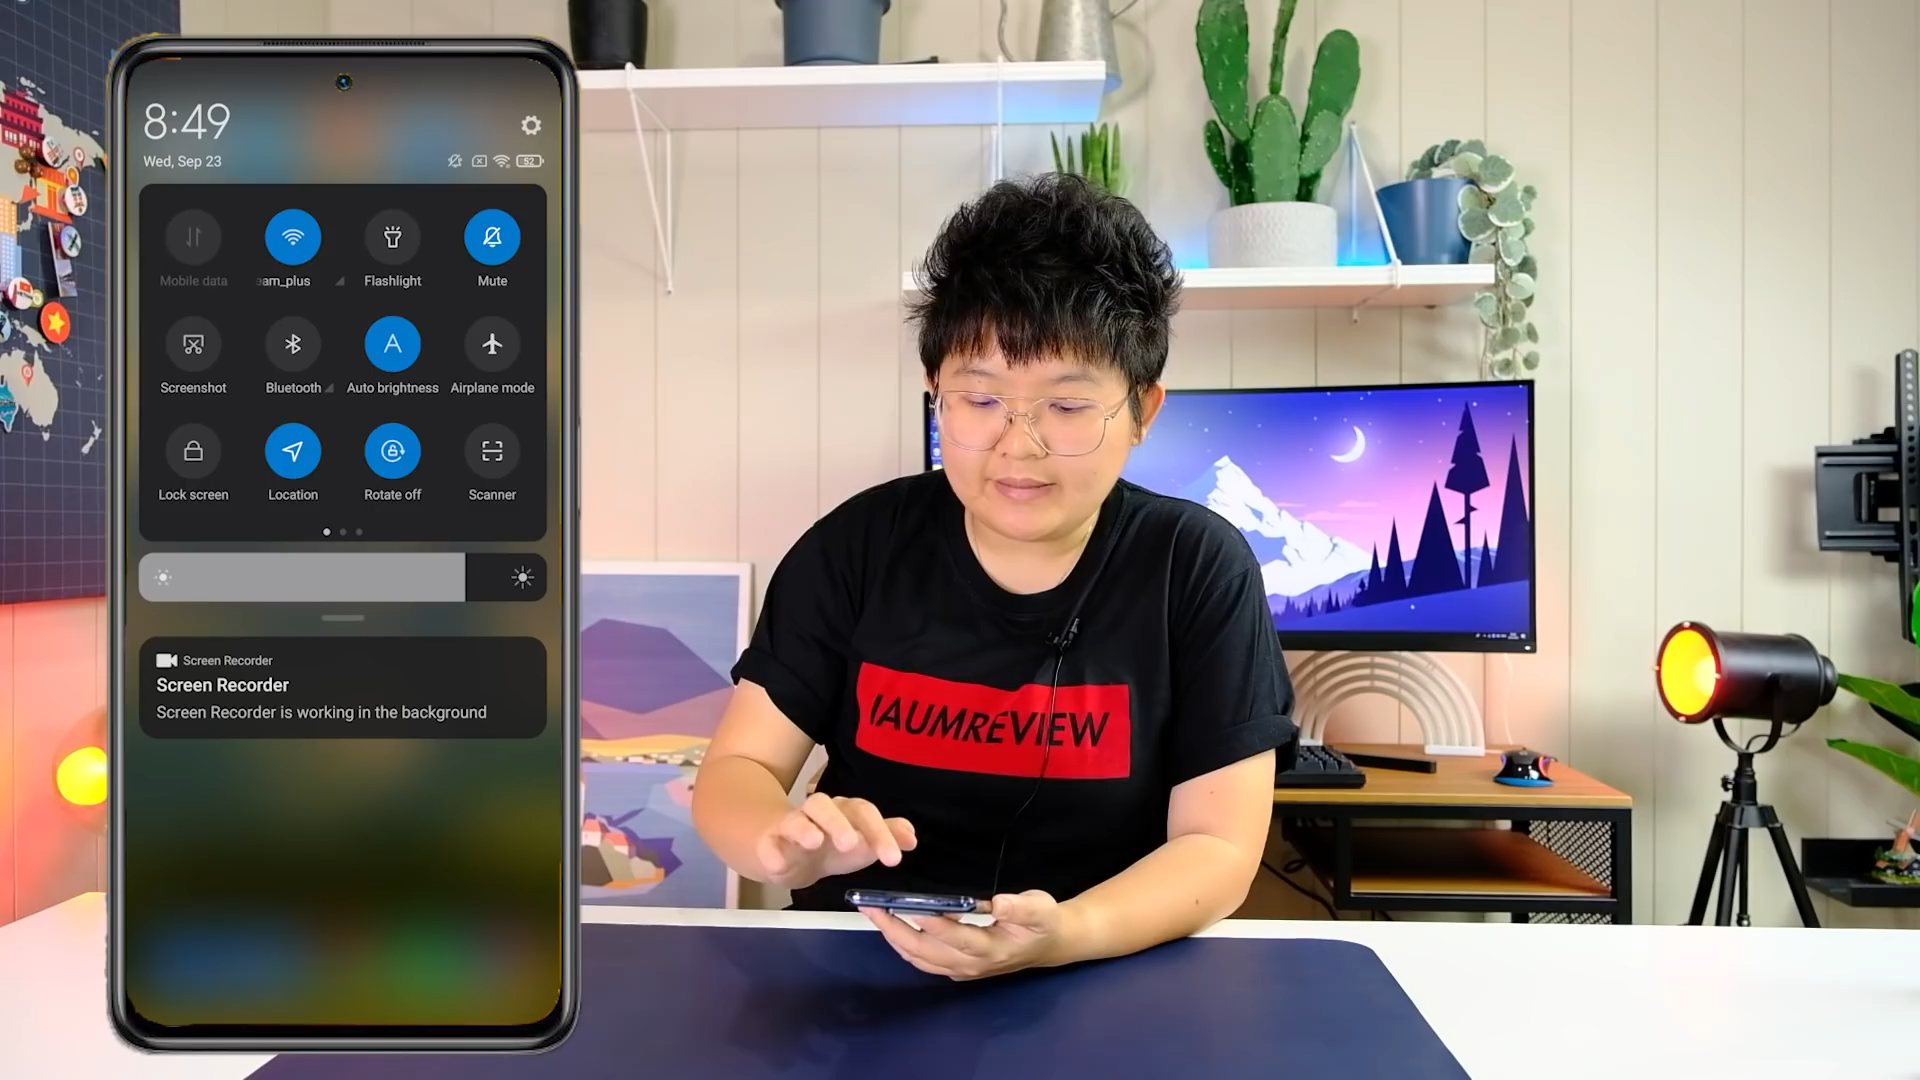 8:49
Wed, Sep 23
52
Mobile data
am_plus
Flashlight
Mute
Screenshot
Bluetooth
A
Auto brightness
Airplane mode
Lock screen
Location
Rotate off
Scanner
Screen Recorder
Screen Recorder
Screen Recorder is working in the background
IAUMREVIEW